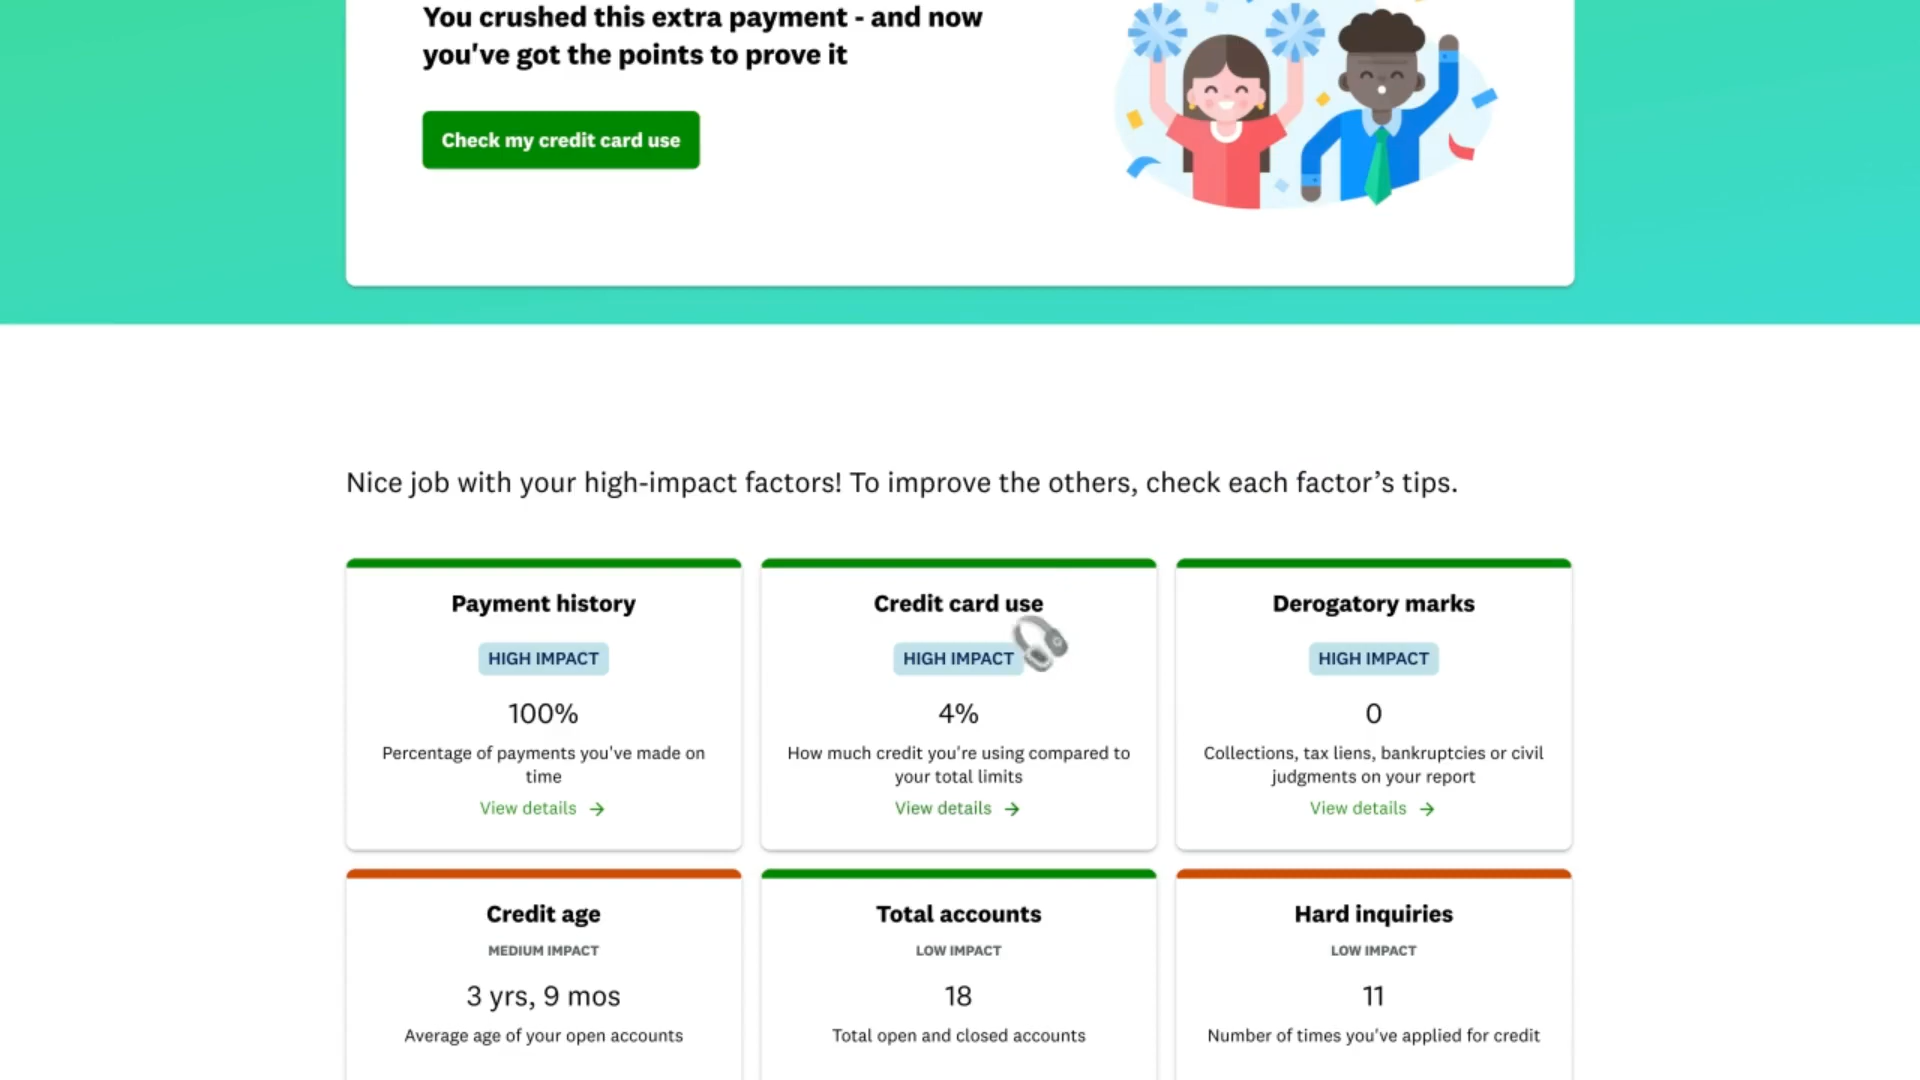 You crushed this extra payment - and now
you've got the points to prove it
Check my credit card use
Nice job with your high-impact factors! To improve the others, check each factor’s tips.
Payment history
HIGH IMPACT
100%
Percentage of payments you've made on
time
View details →
Credit card use
HIGH IMPACT
4%
How much credit you're using compared to
your total limits
View details →
Derogatory marks
HIGH IMPACT
0
Collections, tax liens, bankruptcies or civil
judgments on your report
View details →
Credit age
MEDIUM IMPACT
3 yrs, 9 mos
Average age of your open accounts
Total accounts
LOW IMPACT
18
Total open and closed accounts
Hard inquiries
LOW IMPACT
11
Number of times you've applied for credit